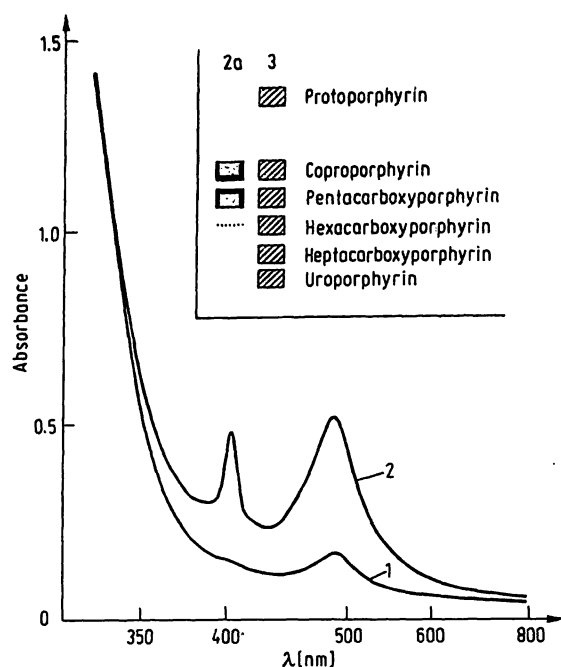 1.5
2a 3
Protoporphyrin
Coproporphyrin
Pentacarboxyporphyrin
Hexacarboxyporphyrin
Heptacarboxyporphyrin
Uroporphyrin
1.0
Absorbance
0.5
2
1
0
350 400 500 600 800
λ[nm]